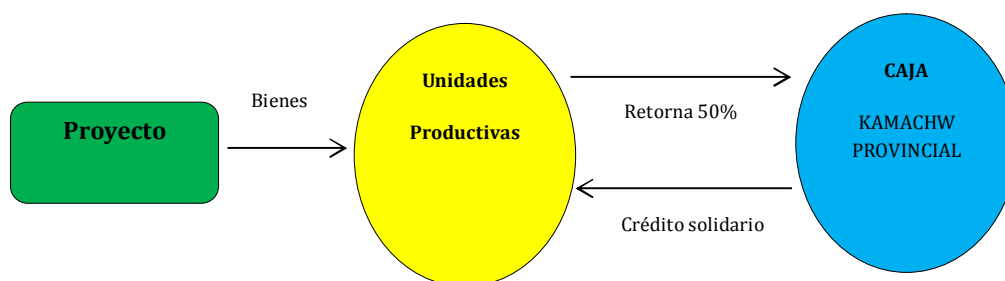 Proyecto
Bienes
Unidades
Productivas
Retorna 50%
Crédito solidario
CAJA
KAMACHW
PROVINCIAL